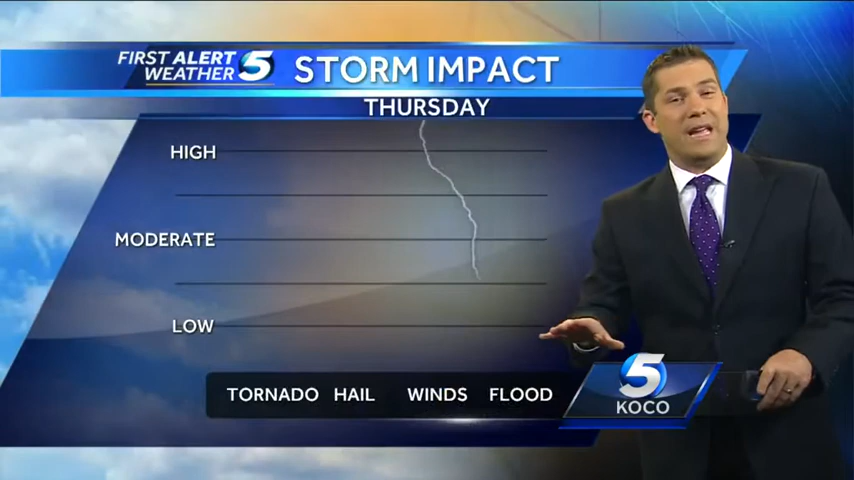 FIRST ALERT
WEATHER 5
STORM IMPACT
THURSDAY
HIGH
MODERATE
LOW
TORNADO HAIL WINDS FLOOD
5
KOCO